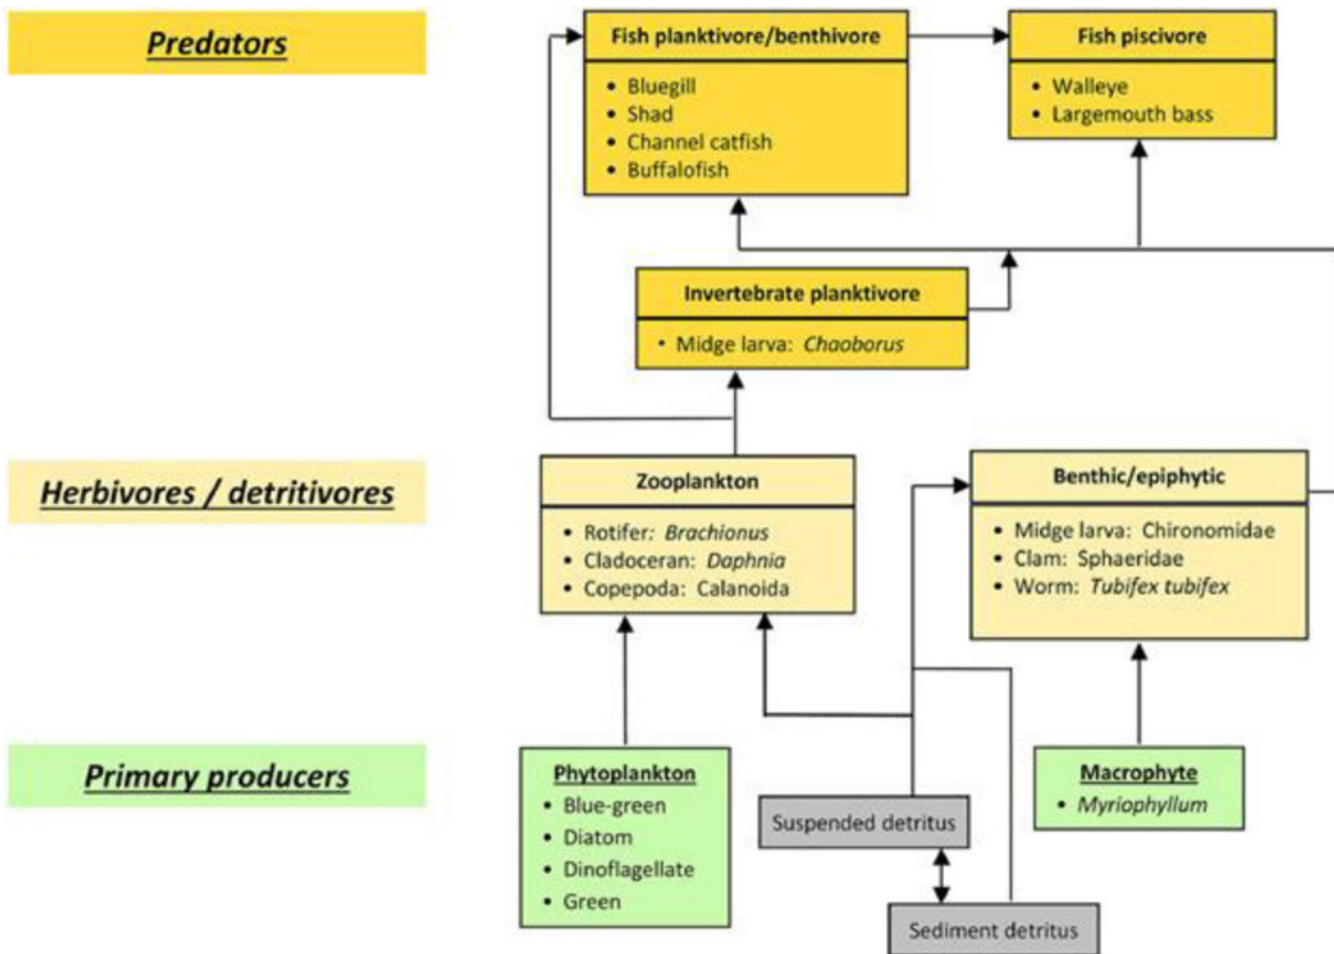 Predators
Fish planktivore/benthivore
• Bluegill
• Shad
• Channel catfish
• Buffalofish
Fish piscivore
• Walleye
• Largemouth bass
Invertebrate planktivore
• Midge larva: Chaoborus
Herbivores / detritivores
Zooplankton
• Rotifer: Brachionus
• Cladoceran: Daphnia
• Copepoda: Calanoida
Benthic/epiphytic
• Midge larva: Chironomidae
• Clam: Sphaeridae
• Worm: Tubifex tubifex
Primary producers
Phytoplankton
• Blue-green
• Diatom
• Dinoflagellate
• Green
Suspended detritus
Macrophyte
• Myriophyllum
Sediment detritus